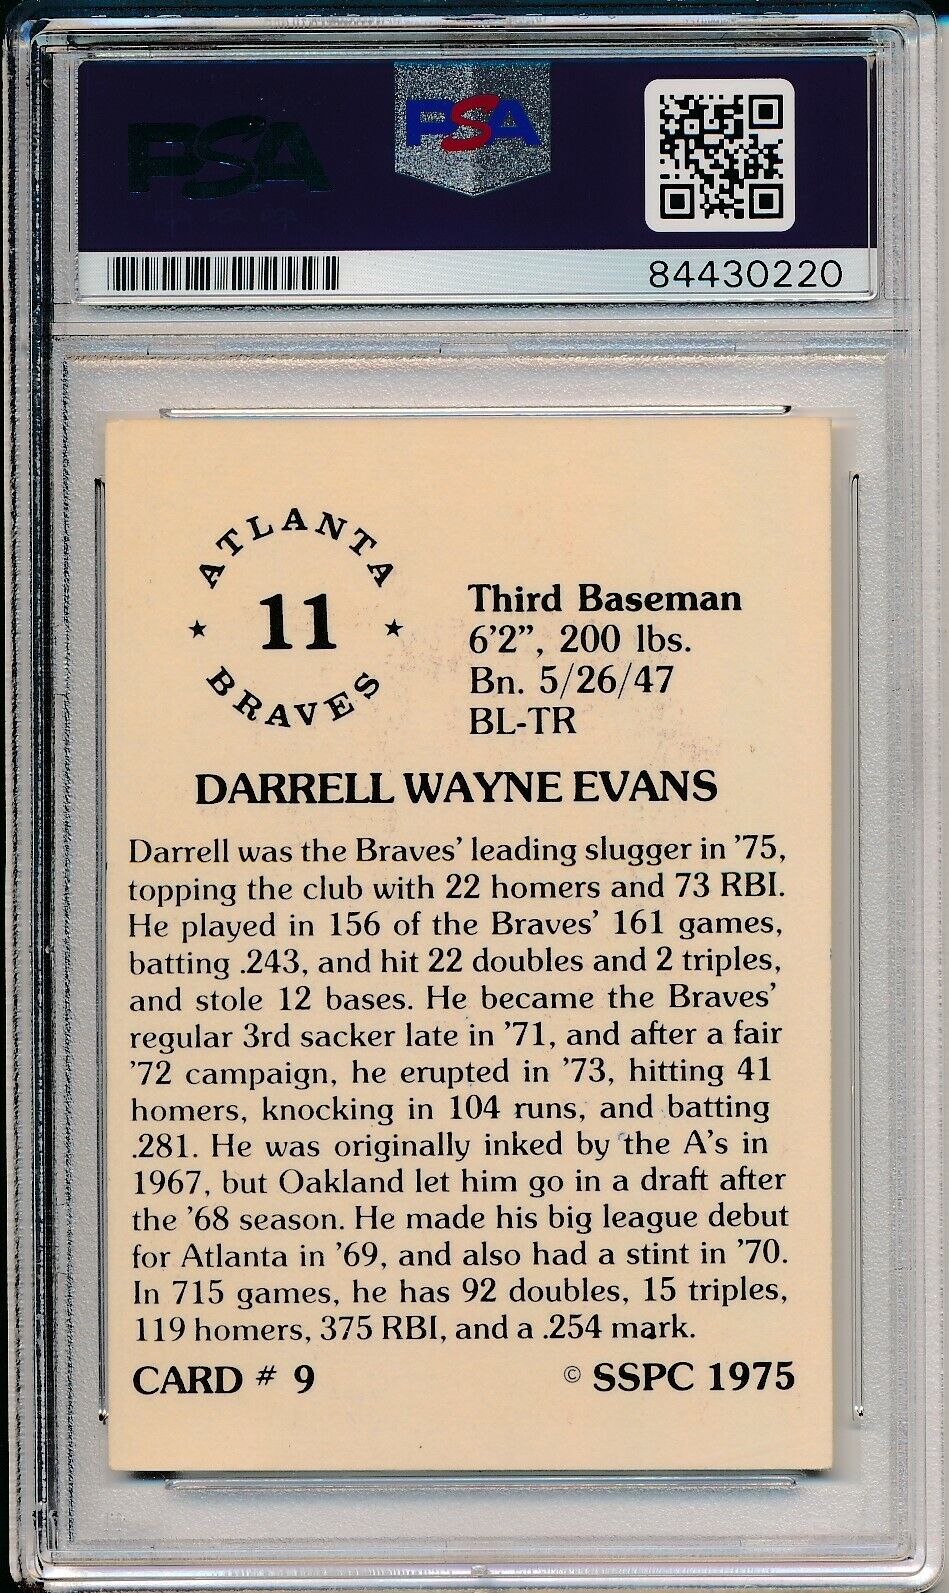 PSA
PSA
84430220
ATLANTA
11
BRAVES
Third Baseman
6'2", 200 lbs.
Bn. 5/26/47
BL-TR
DARRELL WAYNE EVANS
Darrell was the Braves' leading slugger in '75,
topping the club with 22 homers and 73 RBI.
He played in 156 of the Braves' 161 games,
batting .243, and hit 22 doubles and 2 triples,
and stole 12 bases. He became the Braves'
regular 3rd sacker late in '71, and after a fair
'72 campaign, he erupted in '73, hitting 41
homers, knocking in 104 runs, and batting
.281. He was originally inked by the A's in
1967, but Oakland let him go in a draft after
the '68 season. He made his big league debut
for Atlanta in '69, and also had a stint in '70.
In 715 games, he has 92 doubles, 15 triples,
119 homers, 375 RBI, and a .254 mark.
CARD # 9
© SSPC 1975